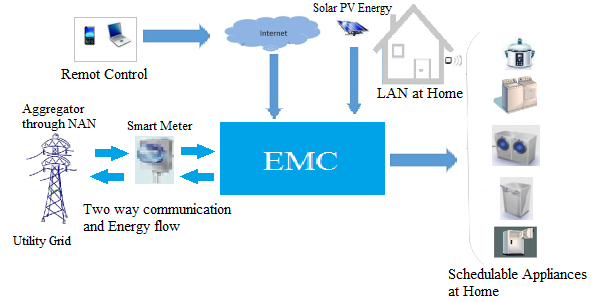 Solar PV Energy
Internet
Remot Control
LAN at Home
Aggregator
through NAN
Smart Meter
EMC
Two way communication
and Energy flow
Utility Grid
Schedulable Appliances
at Home